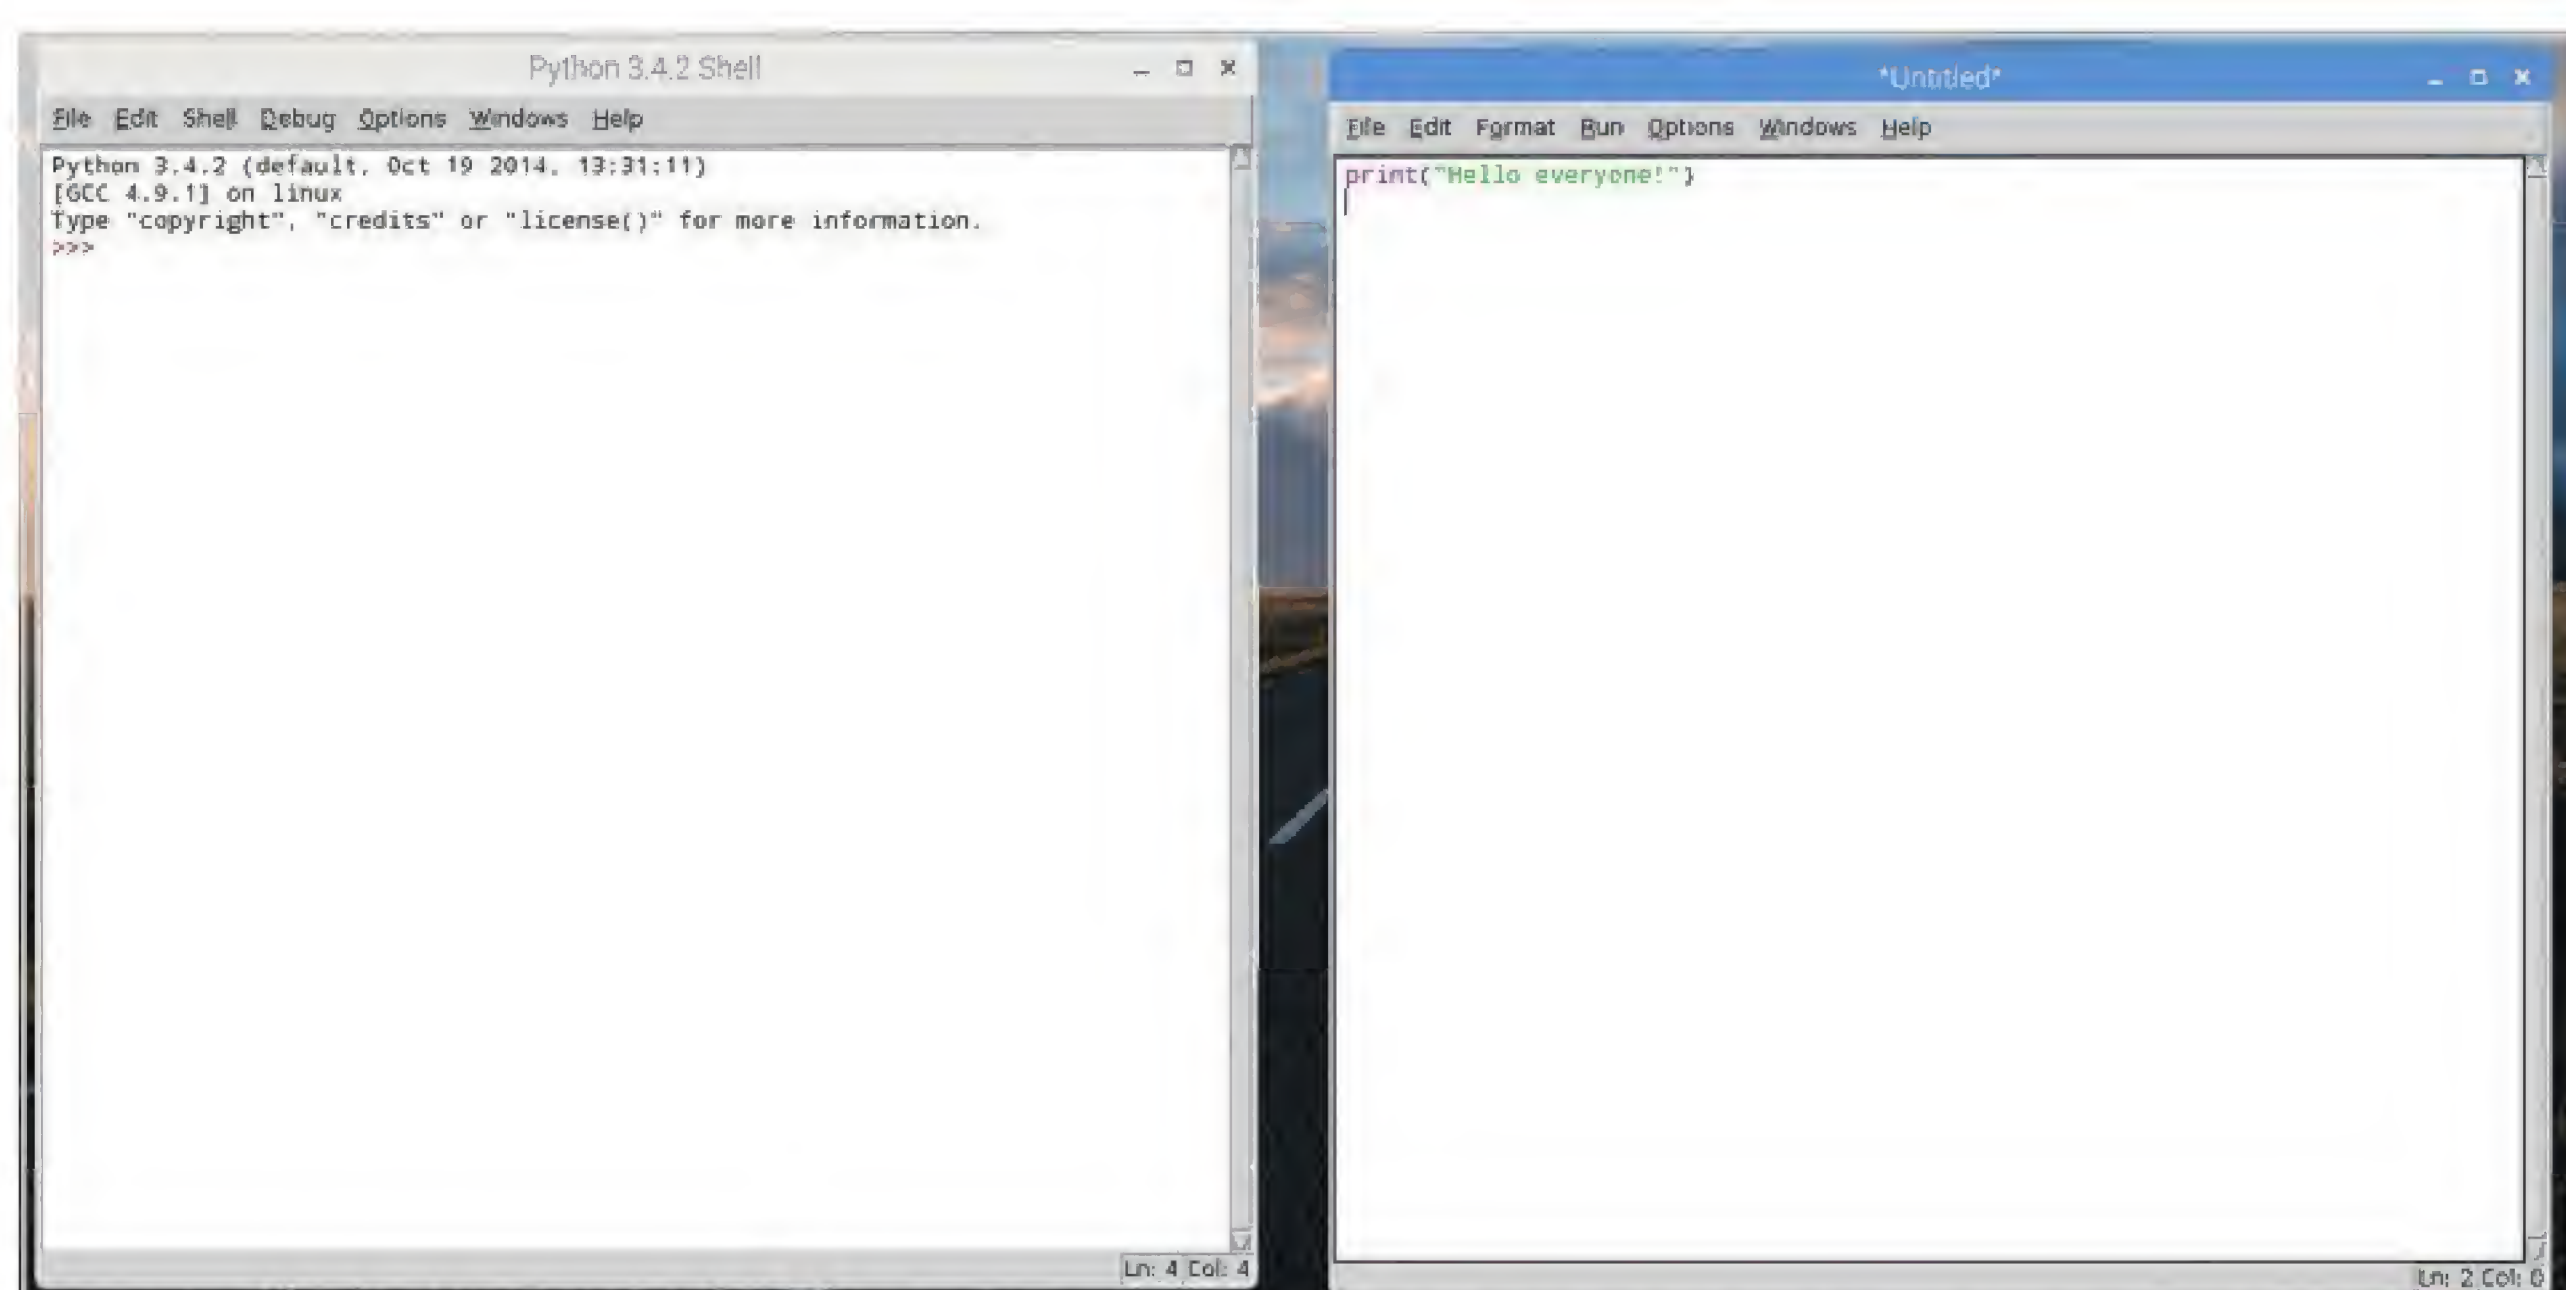 Python 3.4.2 Shell
File Edit Shell Debug Options Windows Help
Python 3.4.2 (default, Oct 19 2014, 13:31:11)
[GCC 4.9.1] on linux
Type "copyright", "credits" or "license()" for more information.
>>>
Ln: 4 Col: 4
*Untitled*
File Edit Format Run Options Windows Help
print("Hello everyone!")
Ln: 2 Col: 0